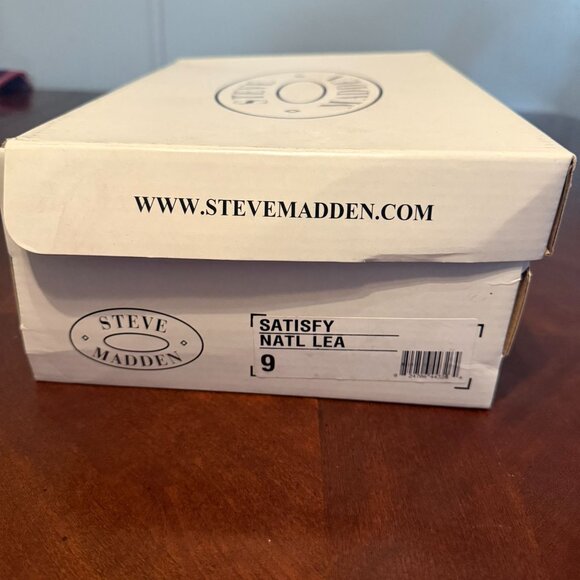 STEVE
MADDEN
WWW.STEVEMADDEN.COM
STEVE
MADDEN
SATISFY
NATL LEA
9